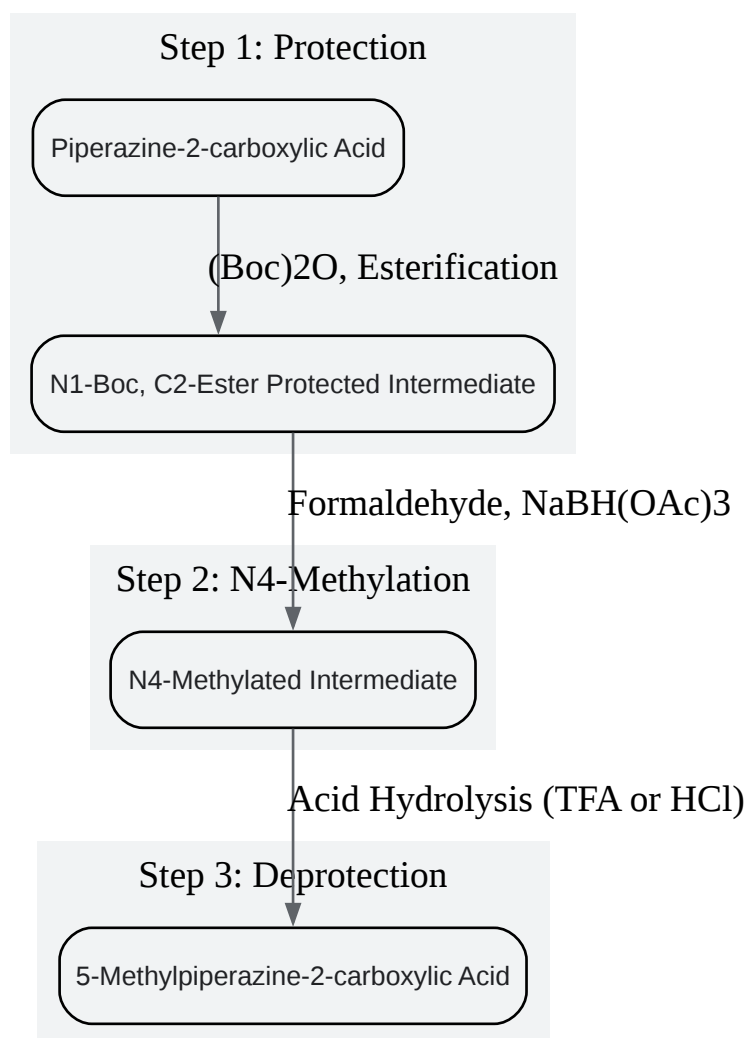 Step 1: Protection
Piperazine-2-carboxylic Acid
(Boc)2O, Esterification
N1-Boc, C2-Ester Protected Intermediate
Formaldehyde, NaBH(OAc)3
Step 2: N4-Methylation
N4-Methylated Intermediate
Acid Hydrolysis (TFA or HCl)
Step 3: Deprotection
5-Methylpiperazine-2-carboxylic Acid